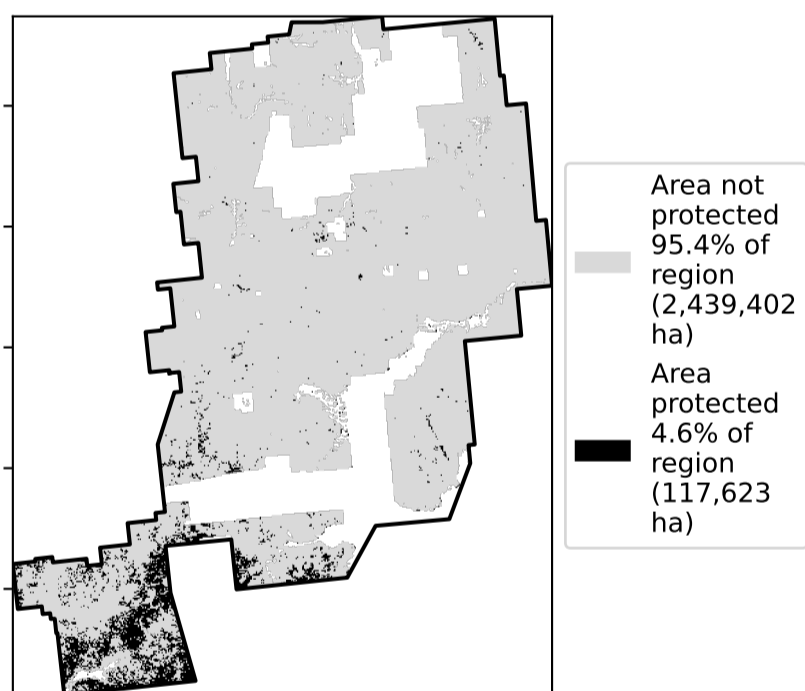 Area not
protected
95.4% of
region
(2,439,402
ha)
Area
protected
4.6% of
region
(117,623
ha)